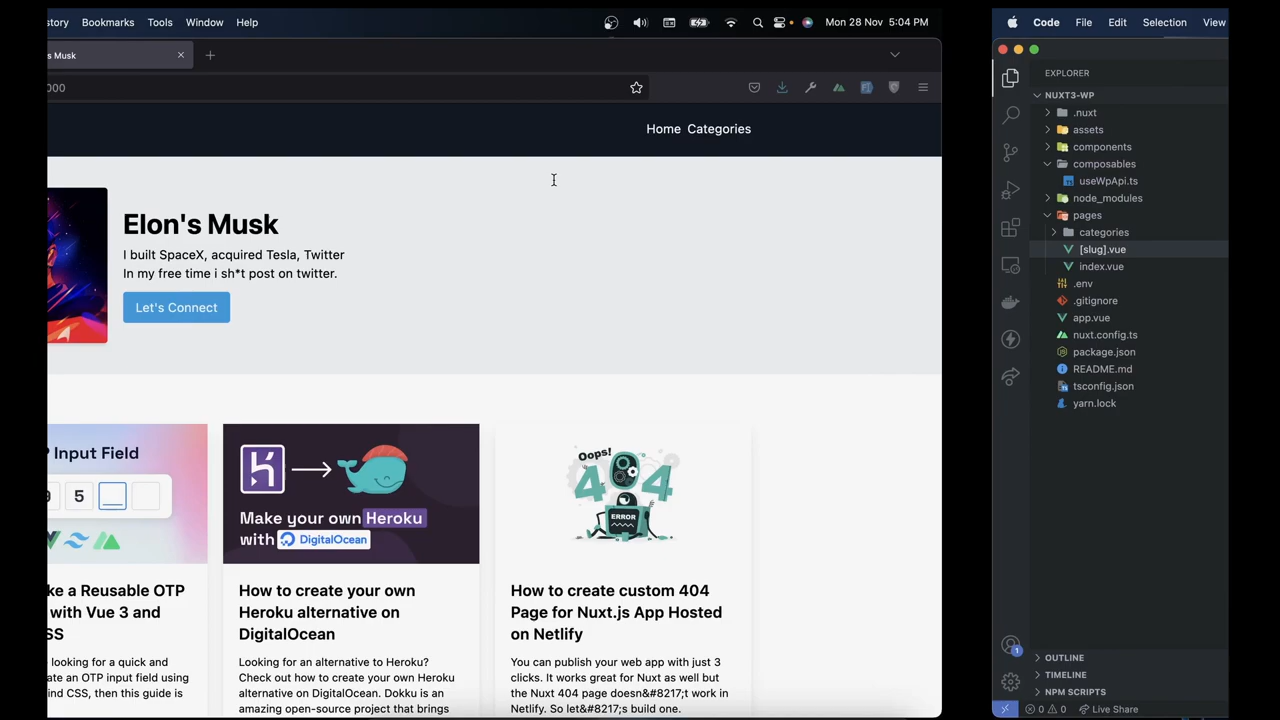 story Bookmarks Tools Window Help
Mon 28 Nov 5:04 PM
's Musk
000
Home Categories
Elon's Musk
I built SpaceX, acquired Tesla, Twitter
In my free time i sh*t post on twitter.
Let's Connect
P Input Field
9 5
Make your own Heroku
with DigitalOcean
Oops!
404
ERROR
ke a Reusable OTP
with Vue 3 and
SS
looking for a quick and
ate an OTP input field using
ind CSS, then this guide is
How to create your own
Heroku alternative on
DigitalOcean
Looking for an alternative to Heroku?
Check out how to create your own Heroku
alternative on DigitalOcean. Dokku is an
amazing open-source project that brings
How to create custom 404
Page for Nuxt.js App Hosted
on Netlify
You can publish your web app with just 3
clicks. It works great for Nuxt as well but
the Nuxt 404 page doesn&#8217;t work in
Netlify. So let&#8217;s build one.
Code File Edit Selection View
EXPLORER
NUXT3-WP
.nuxt
assets
components
composables
TS useWpApi.ts
node_modules
pages
categories
[slug].vue
index.vue
.env
.gitignore
app.vue
nuxt.config.ts
package.json
README.md
tsconfig.json
yarn.lock
1
OUTLINE
TIMELINE
NPM SCRIPTS
0 0 Live Share